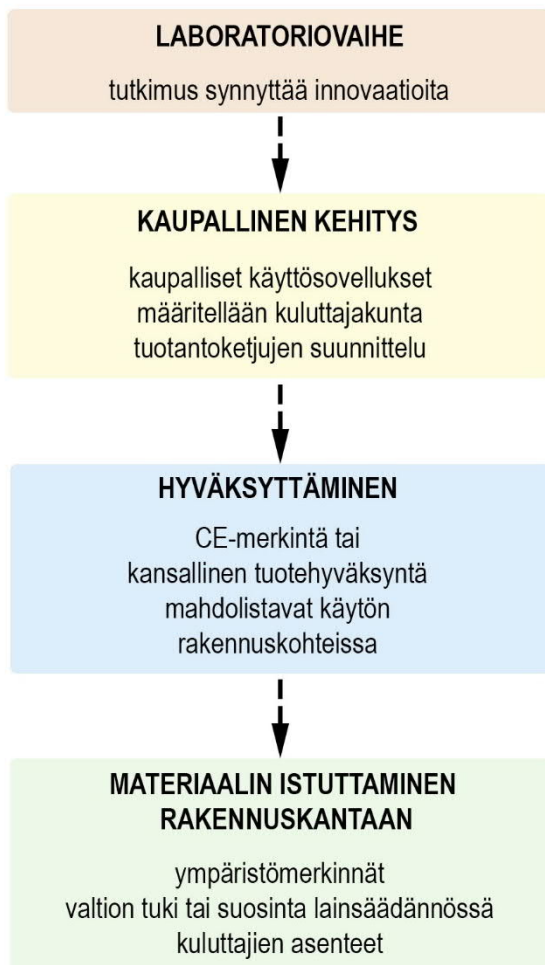 LABORATORIOVAIHE
tutkimus synnyttää innovaatioita
KAUPALLINEN KEHITYS
kaupalliset käyttösovellukset
määritellään kuluttajakunta
tuotantoketjujen suunnittelu
HYVÄKSYTTÄMINEN
CE-merkintä tai
kansallinen tuotehyväksyntä
mahdolistavat käytön
rakennuskohteissa
MATERIAALIN ISTUTTAMINEN
RAKENNUSKANTAAN
ympäristömerkinnät
valtion tuki tai suosinta lainsäädännössä
kuluttajien asenteet